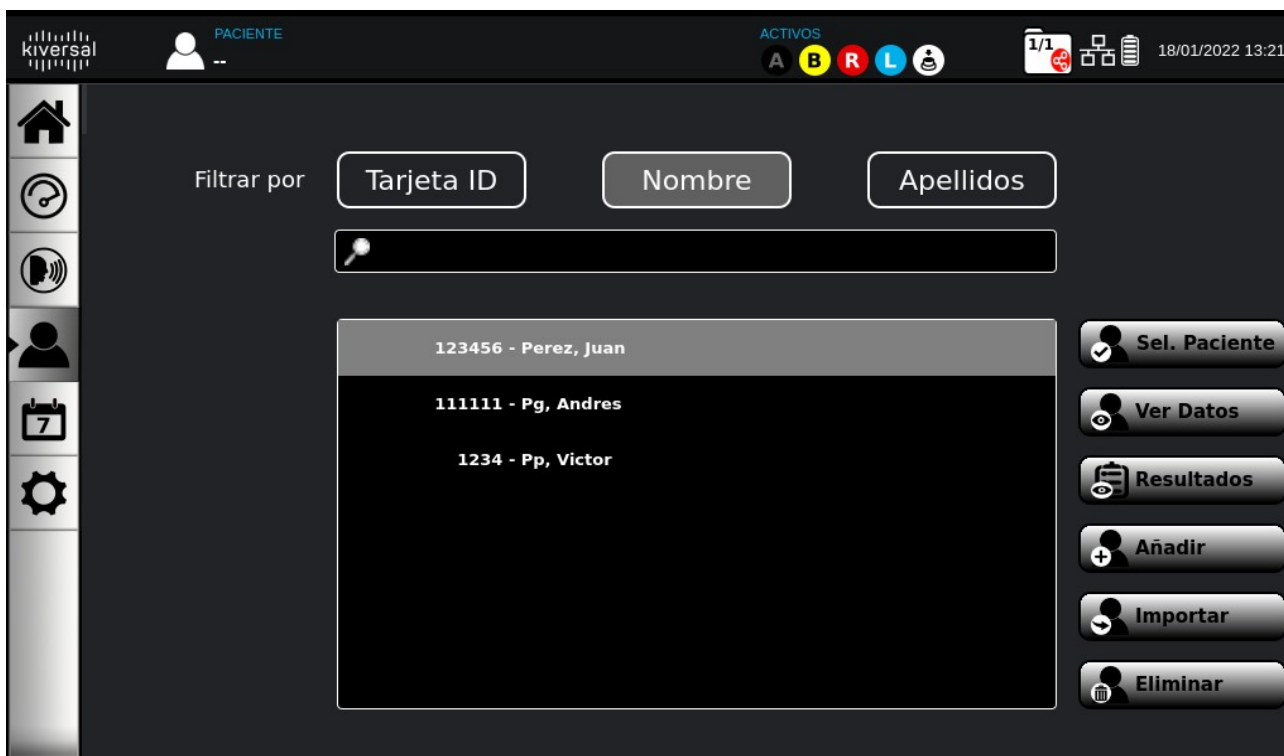 kiversal
PACIENTE
--
ACTIVOS
A B R L
1/1
18/01/2022 13:21
7
Filtrar por
Tarjeta ID
Nombre
Apellidos
123456 - Perez, Juan
111111 - Pg, Andres
1234 - Pp, Victor
Sel. Paciente
Ver Datos
Resultados
Añadir
Importar
Eliminar